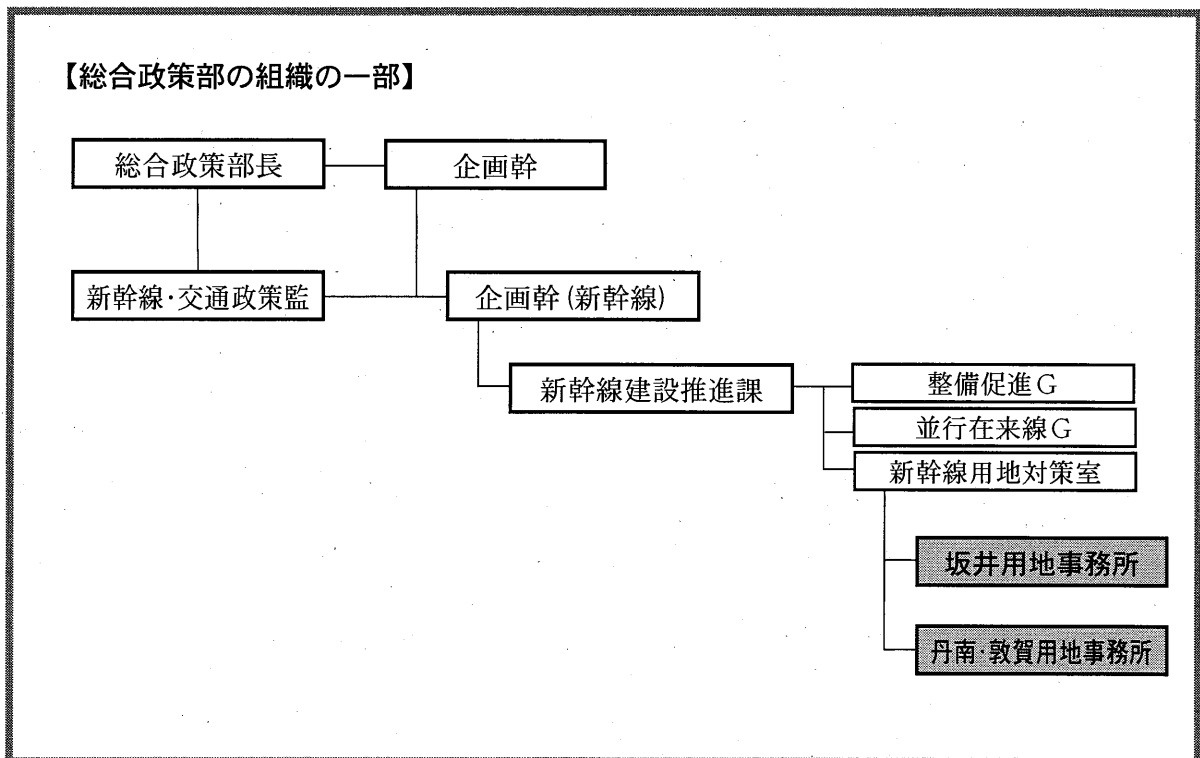 【総合政策部の組織の一部】
総合政策部長
企画幹
新幹線・交通政策監
企画幹(新幹線)
新幹線建設推進課
整備促進G
並行在来線G
新幹線用地対策室
坂井用地事務所
丹南・敦賀用地事務所